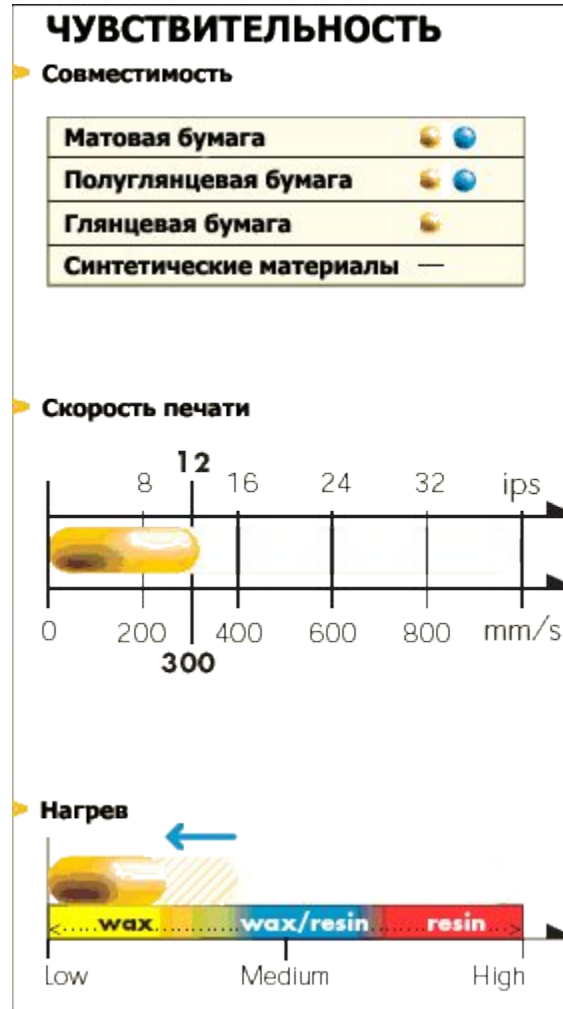 ЧУВСТВИТЕЛЬНОСТЬ
Совместимость
Матовая бумага
Полуглянцевая бумага
Глянцевая бумага
Синтетические материалы —
Скорость печати
12
8 16 24 32 ips
0 200 400 600 800 mm/s
300
Нагрев
wax wax/resin resin
Low Medium High